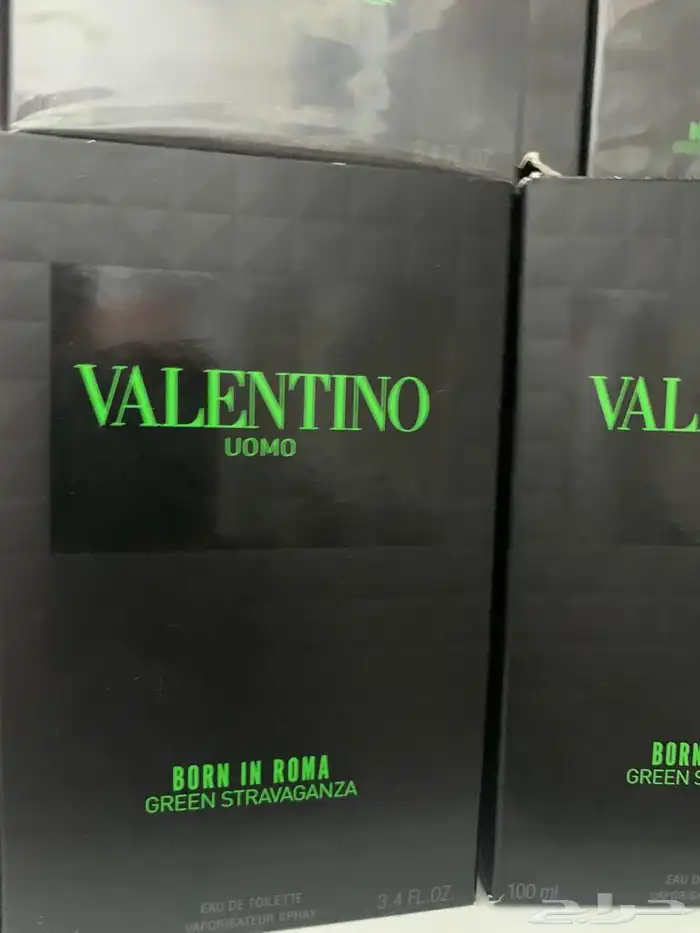 VALENTINO
UOMO
BORN IN ROMA
GREEN STRAVAGANZA
EAU DE TOILETTE
VAPORISATEUR SPRAY
3.4 FL.OZ
VAL
BORN
GREEN S
100 ml
EAU D
حراج